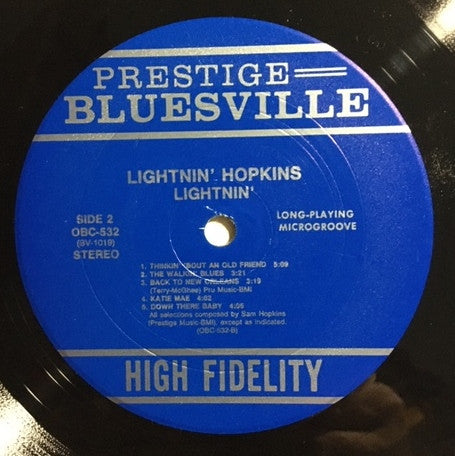 PRESTIGE
BLUESVILLE
LIGHTNIN' HOPKINS
LIGHTNIN'
SIDE 2
OBC-532
(BV-1019)
STEREO
LONG-PLAYING
MICROGROOVE
1. THINKIN' 'BOUT AN OLD FRIEND 5:09
2. THE WALKIN' BLUES 3:21
3. BACK TO NEW ORLEANS 3:19
(Terry-McGhee) Pru Music-BMI
4. KATIE MAE 4:02
5. DOWN THERE BABY 4:06
All selections composed by Sam Hopkins
(Prestige Music-BMI), except as indicated.
(OBC-532-B)
HIGH FIDELITY